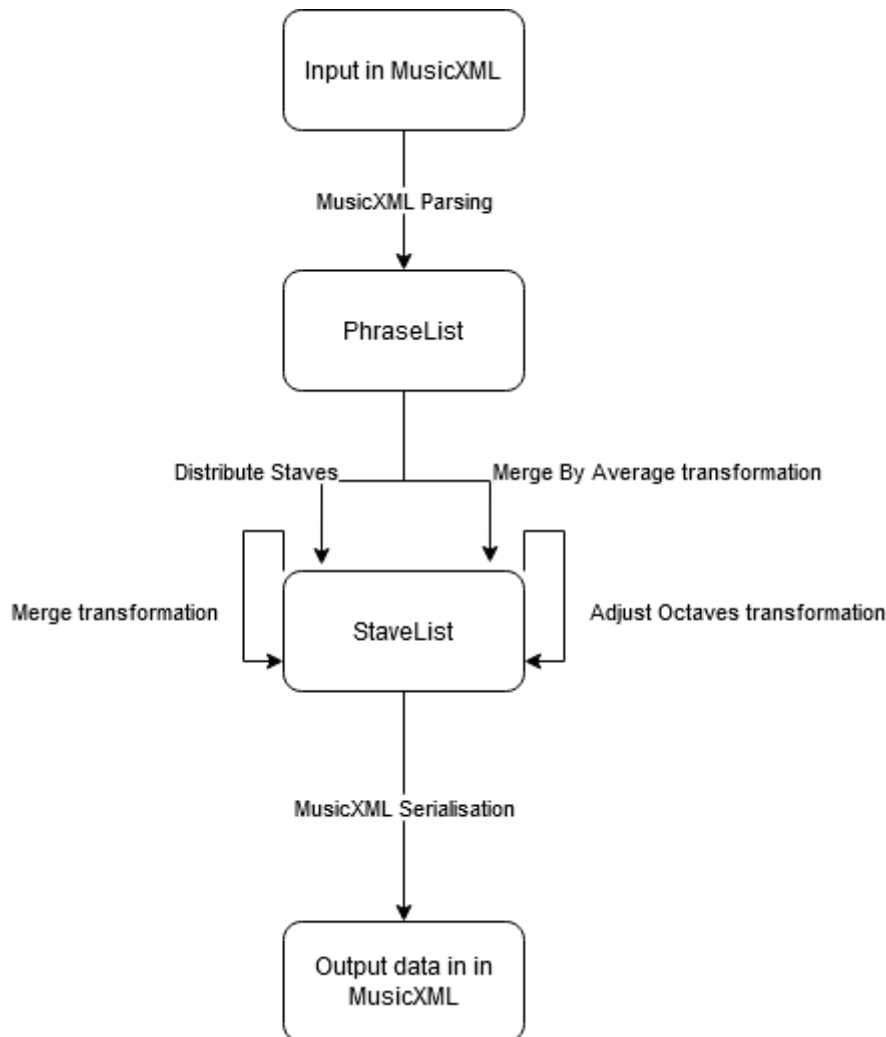 Input in MusicXML
MusicXML Parsing
PhraseList
Distribute Staves
Merge By Average transformation
Merge transformation
StaveList
Adjust Octaves transformation
MusicXML Serialisation
Output data in in
MusicXML